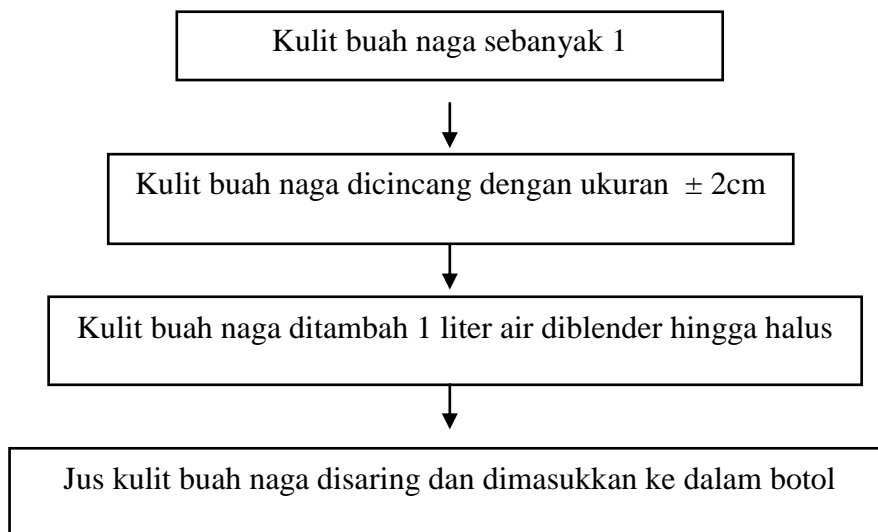 Kulit buah naga sebanyak 1
Kulit buah naga dicincang dengan ukuran ± 2cm
Kulit buah naga ditambah 1 liter air diblender hingga halus
Jus kulit buah naga disaring dan dimasukkan ke dalam botol